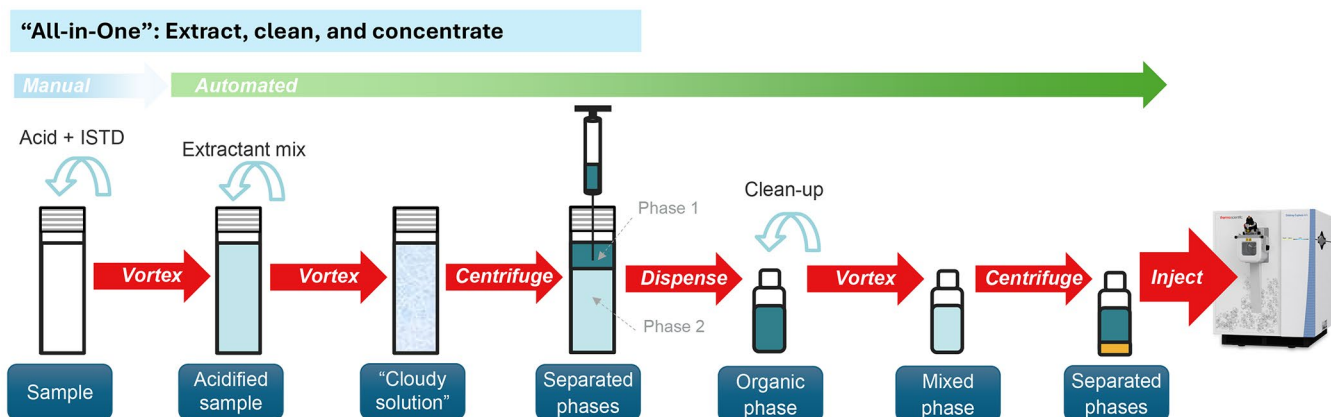 “All-in-One”: Extract, clean, and concentrate
Manual
Automated
Acid + ISTD
Extractant mix
Phase 1
Phase 2
Clean-up
Vortex
Vortex
Centrifuge
Dispense
Vortex
Centrifuge
Inject
Sample
Acidified
sample
“Cloudy
solution”
Separated
phases
Organic
phase
Mixed
phase
Separated
phases